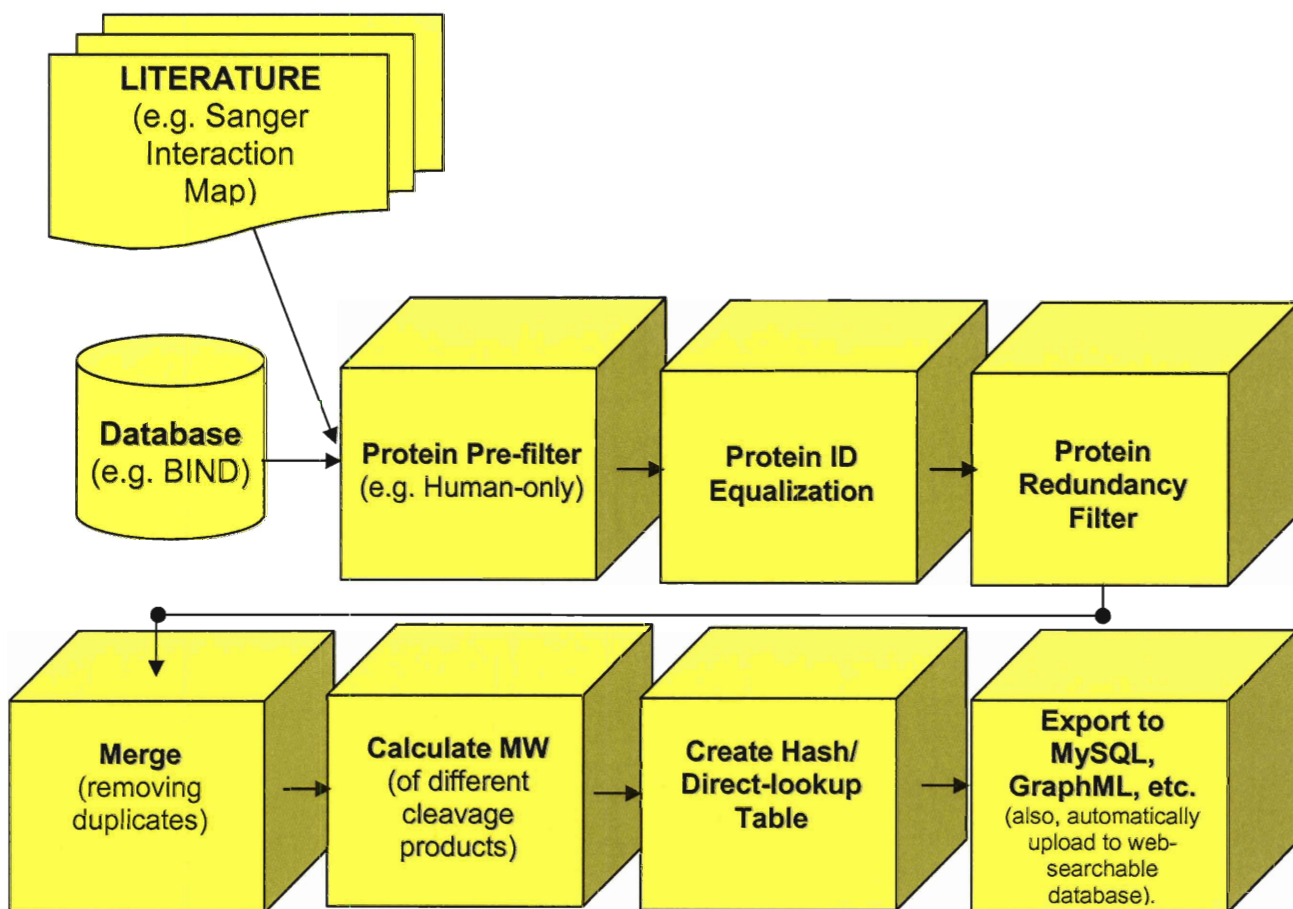 LITERATURE
(e.g. Sanger
Interaction
Map)
Database
(e.g. BIND)
Protein Pre-filter
(e.g. Human-only)
Protein ID
Equalization
Protein
Redundancy
Filter
Merge
(removing
duplicates)
Calculate MW
(of different
cleavage
products)
Create Hash/
Direct-lookup
Table
Export to
MySQL,
GraphML, etc.
(also, automatically
upload to web-
searchable
database).